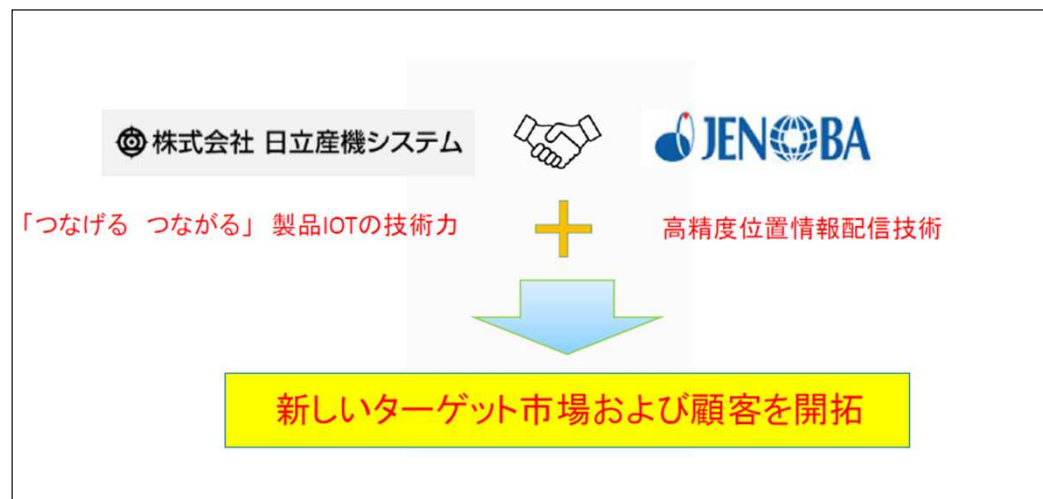 株式会社 日立産機システム
JENOBA
「つなげる つながる」 製品IOTの技術力
高精度位置情報配信技術
新しいターゲット市場および顧客を開拓